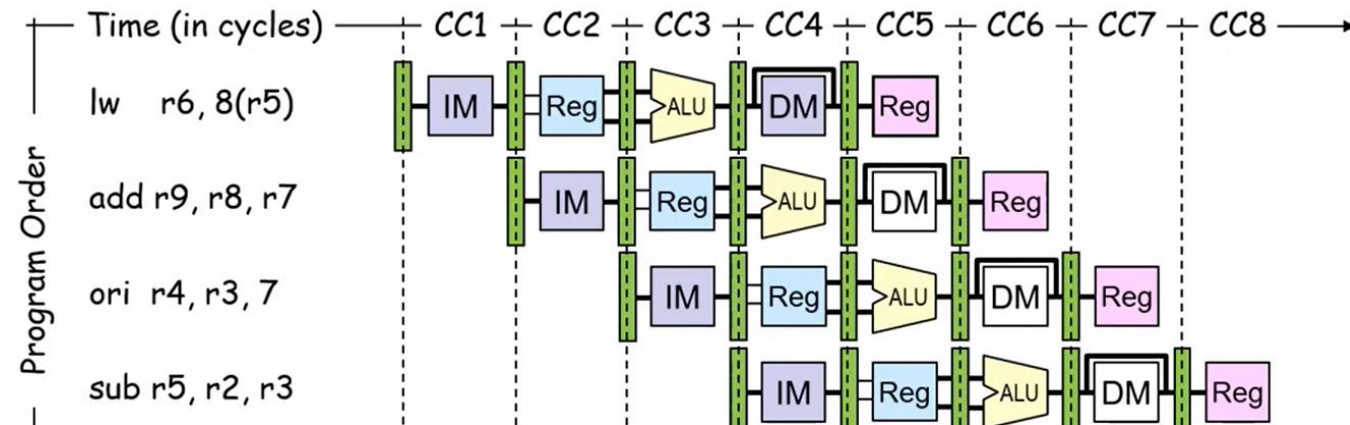 Time (in cycles) CC1 CC2 CC3 CC4 CC5 CC6 CC7 CC8
Program Order
lw r6, 8(r5) IM Reg ALU DM Reg
add r9, r8, r7 IM Reg ALU DM Reg
ori r4, r3, 7 IM Reg ALU DM Reg
sub r5, r2, r3 IM Reg ALU DM Reg